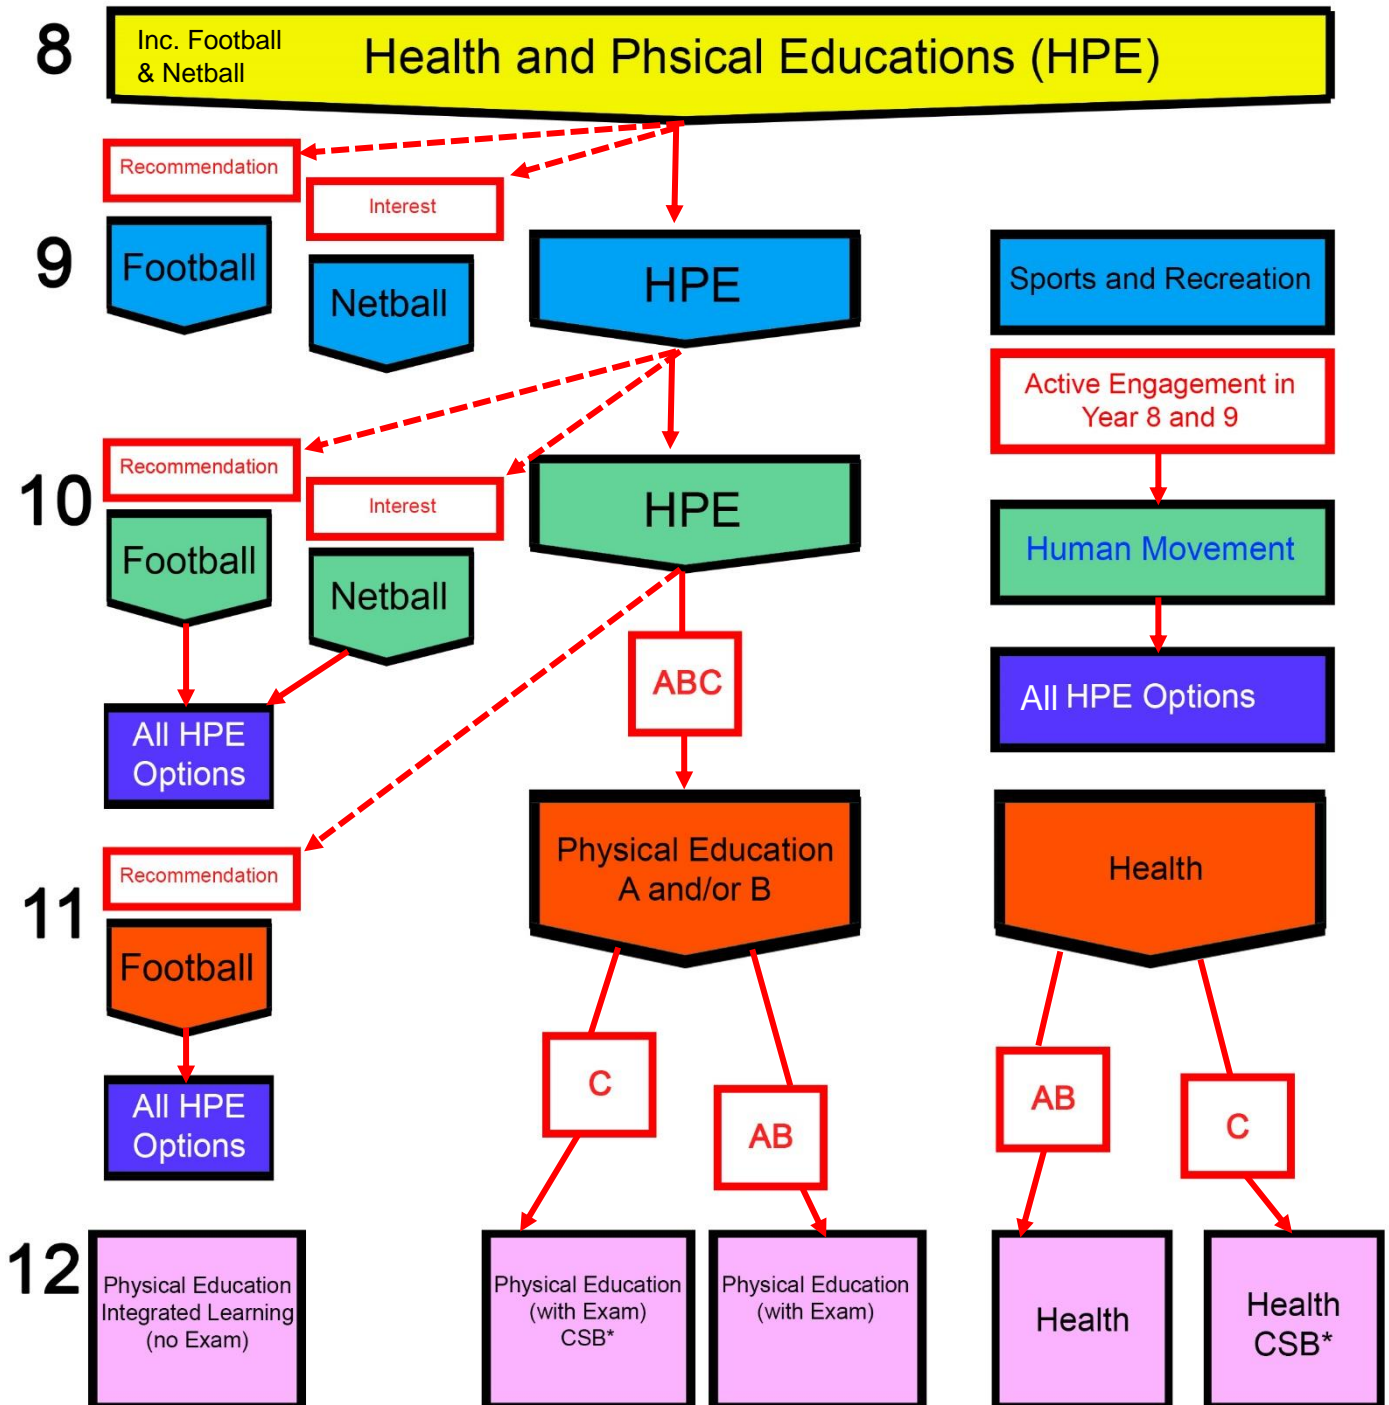 8
Inc. Football
& Netball
Health and Phsical Educations (HPE)
Recommendation
Interest
9
Football
Netball
HPE
Sports and Recreation
Active Engagement in
Year 8 and 9
Recommendation
Interest
10
Football
Netball
HPE
Human Movement
ABC
All HPE
Options
All HPE Options
Recommendation
11
Football
Physical Education
A and/or B
Health
All HPE
Options
C
AB
AB
C
12
Physical Education
Integrated Learning
(no Exam)
Physical Education
(with Exam)
CSB*
Physical Education
(with Exam)
Health
Health
CSB*